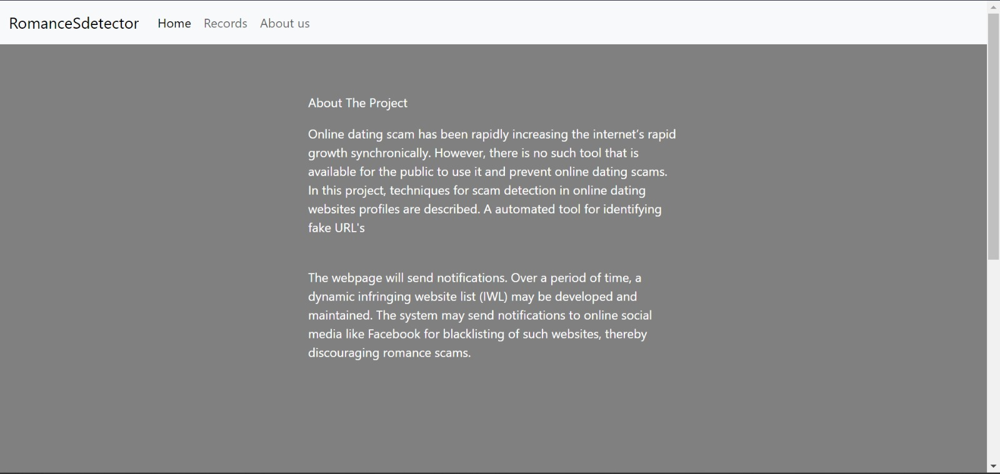 RomanceSdetector Home Records About us
About The Project
Online dating scam has been rapidly increasing the internet's rapid
growth synchronically. However, there is no such tool that is
available for the public to use it and prevent online dating scams.
In this project, techniques for scam detection in online dating
websites profiles are described. A automated tool for identifying
fake URL's
The webpage will send notifications. Over a period of time, a
dynamic infringing website list (IWL) may be developed and
maintained. The system may send notifications to online social
media like Facebook for blacklisting of such websites, thereby
discouraging romance scams.